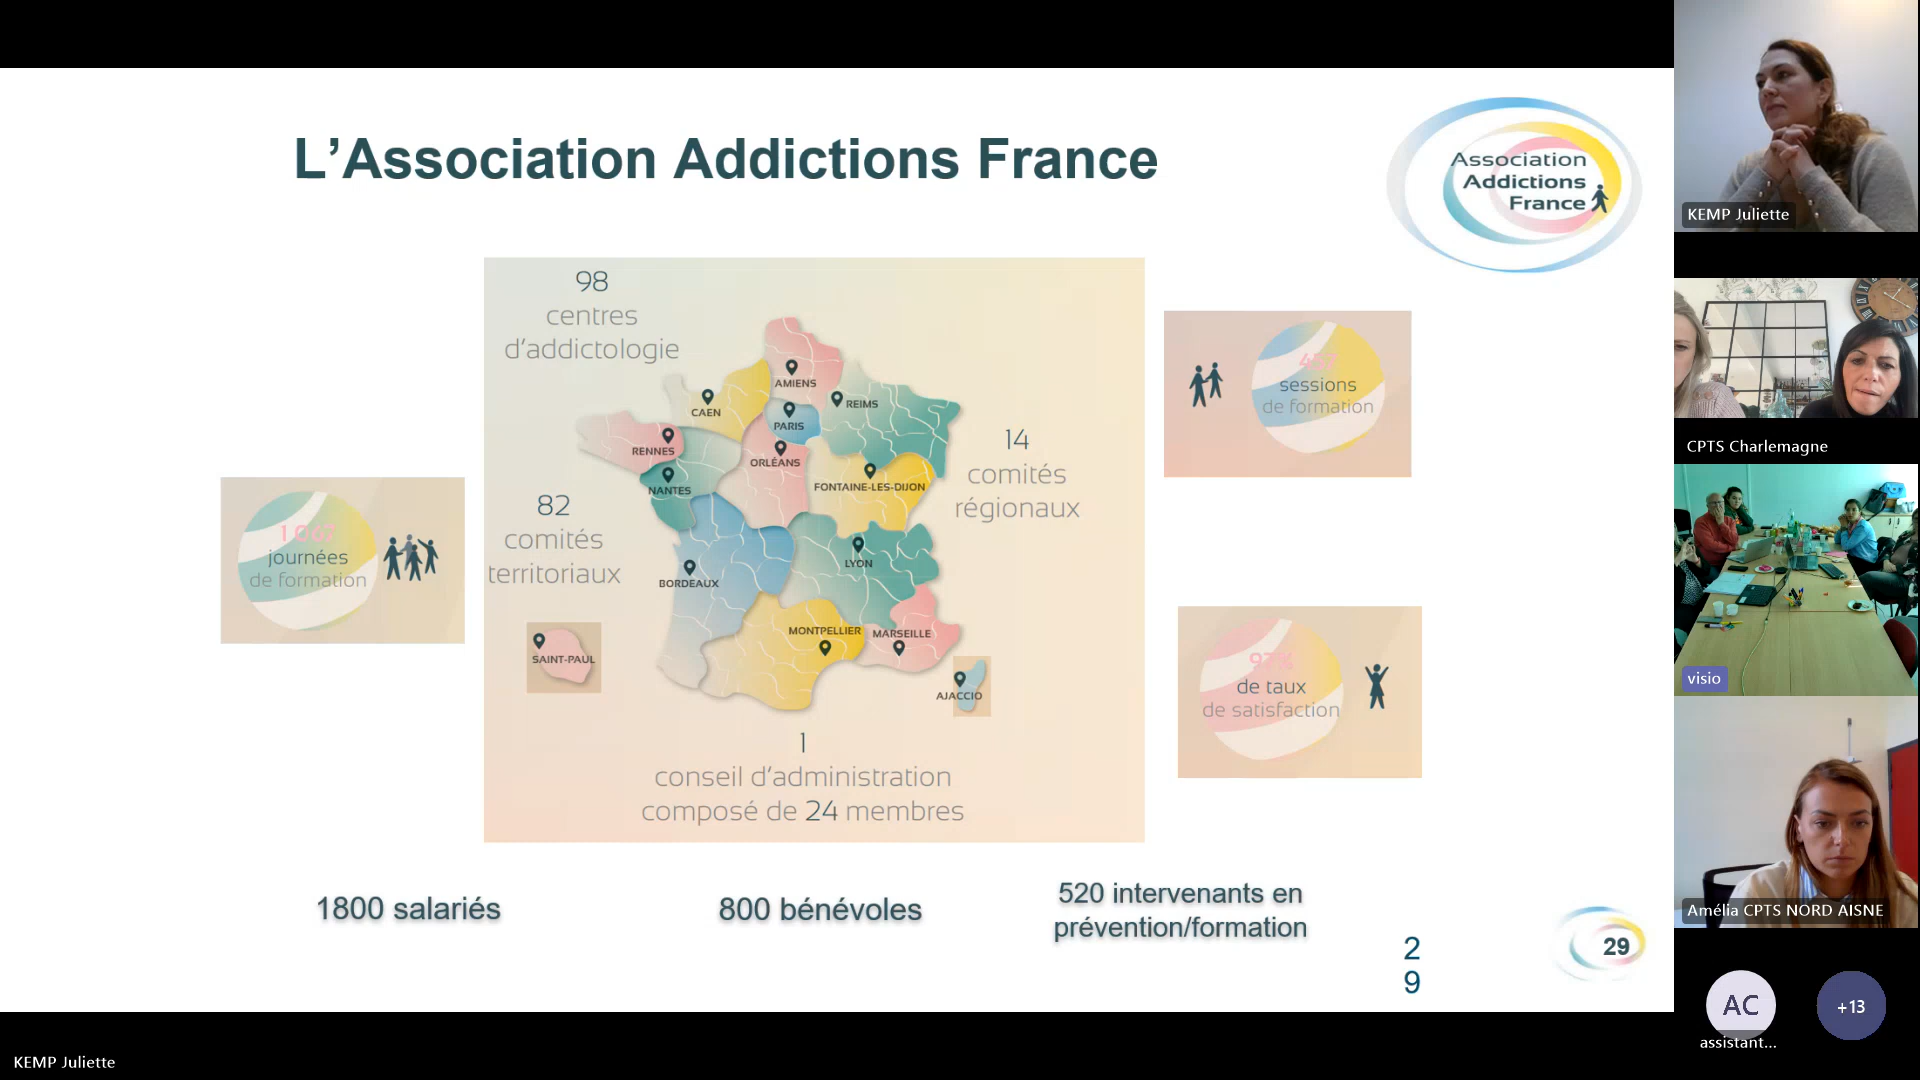 L’Association Addictions France
Association
Addictions
France
98
centres
d’addictologie
AMIENS
CAEN
REIMS
PARIS
RENNES
ORLÉANS
NANTES
FONTAINE-LES-DIJON
14
comités
régionaux
82
comités
territoriaux
LYON
BORDEAUX
MONTPELLIER
MARSEILLE
SAINT-PAUL
AJACCIO
1
conseil d’administration
composé de 24 membres
journées
de formation
sessions
de formation
97%
de taux
de satisfaction
1800 salariés
800 bénévoles
520 intervenants en
prévention/formation
2
9
29
KEMP Juliette
KEMP Juliette
CPTS Charlemagne
visio
Amélia CPTS NORD AISNE
AC
assistant...
+13